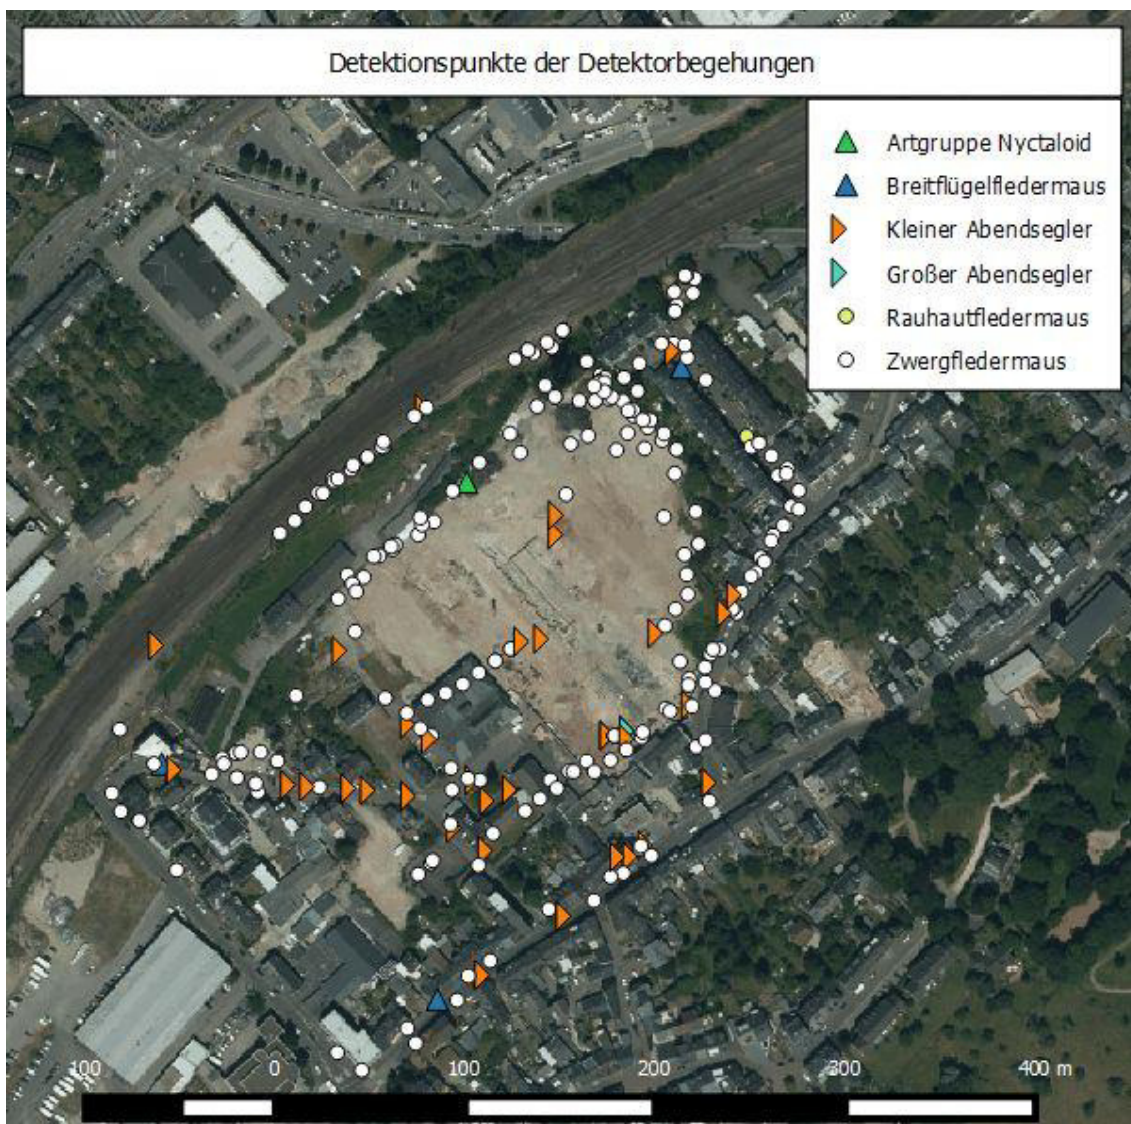 Detektionspunkte der Detektorbegehungen
Artgruppe Nyctaloid
Breitflügelfledermaus
Kleiner Abendsegler
Großer Abendsegler
Rauhautfledermaus
Zwergfledermaus
100 0 100 200 300 400 m